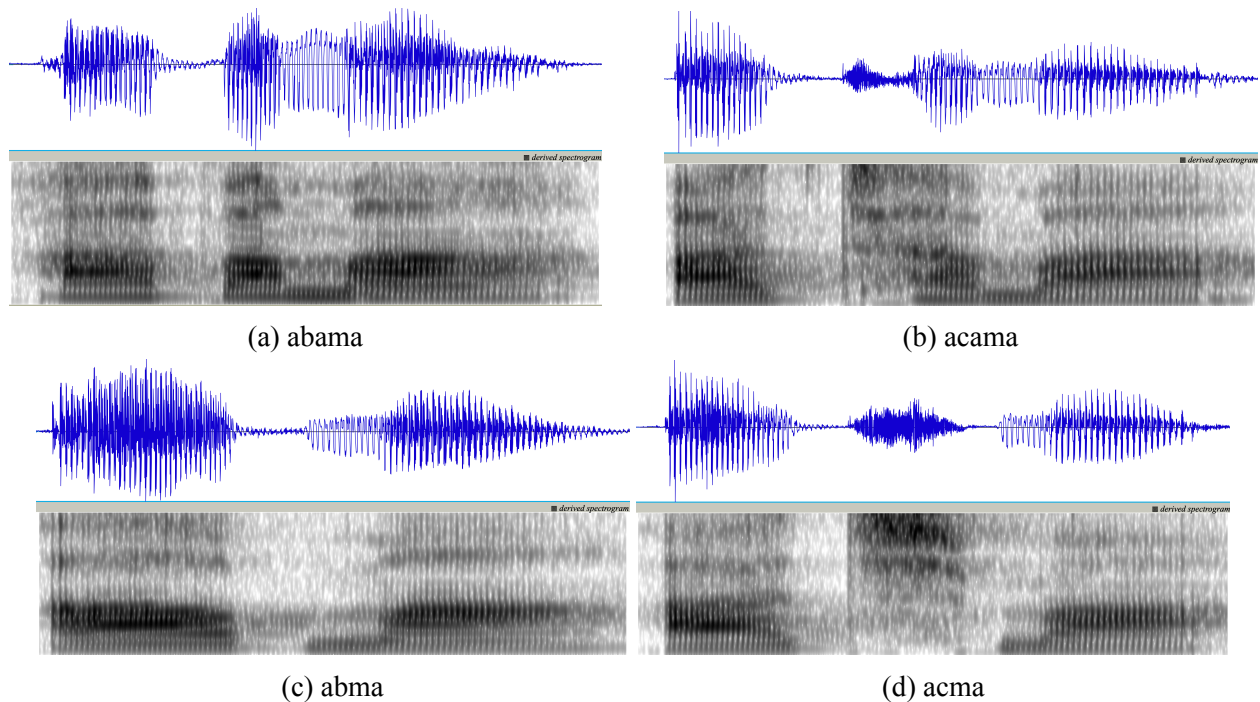 derived spectrogram
derived spectrogram
(a) abama
(b) acama
derived spectrogram
derived spectrogram
(c) abma
(d) acma